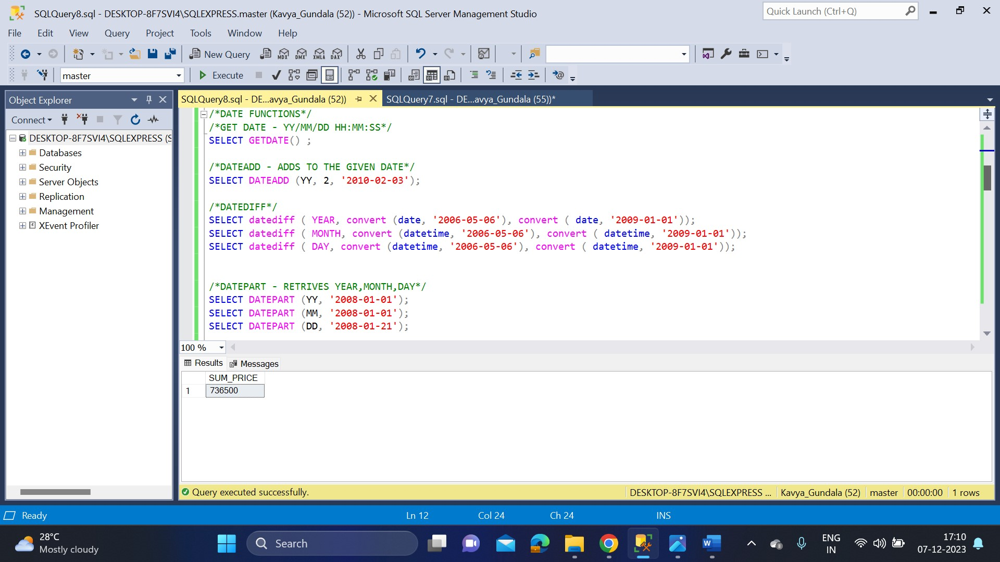 SQLQuery8.sql - DESKTOP-8F7SVI4\SQLEXPRESS.master (Kavya_Gundala (52)) - Microsoft SQL Server Management Studio
Quick Launch (Ctrl+Q)
File Edit View Query Project Tools Window Help
New Query MDX DMX XMLA DAX
master Execute
Object Explorer
Connect
DESKTOP-8F7SVI4\SQLEXPRESS (S
Databases
Security
Server Objects
Replication
Management
XEvent Profiler
SQLQuery8.sql - DE...avya_Gundala (52)) SQLQuery7.sql - DE...avya_Gundala (55))*
/*DATE FUNCTIONS*/
/*GET DATE - YY/MM/DD HH:MM:SS*/
SELECT GETDATE() ;
/*DATEADD - ADDS TO THE GIVEN DATE*/
SELECT DATEADD (YY, 2, '2010-02-03');
/*DATEDIFF*/
SELECT datediff ( YEAR, convert (date, '2006-05-06'), convert ( date, '2009-01-01'));
SELECT datediff ( MONTH, convert (datetime, '2006-05-06'), convert ( datetime, '2009-01-01'));
SELECT datediff ( DAY, convert (datetime, '2006-05-06'), convert ( datetime, '2009-01-01'));
/*DATEPART - RETRIVES YEAR,MONTH,DAY*/
SELECT DATEPART (YY, '2008-01-01');
SELECT DATEPART (MM, '2008-01-01');
SELECT DATEPART (DD, '2008-01-21');
100 %
Results Messages
SUM_PRICE
1 736500
Query executed successfully. DESKTOP-8F7SVI4\SQLEXPRESS ... Kavya_Gundala (52) master 00:00:00 1 rows
Ready Ln 12 Col 24 Ch 24 INS
28°C
Mostly cloudy
Search
ENG
IN
17:10
07-12-2023